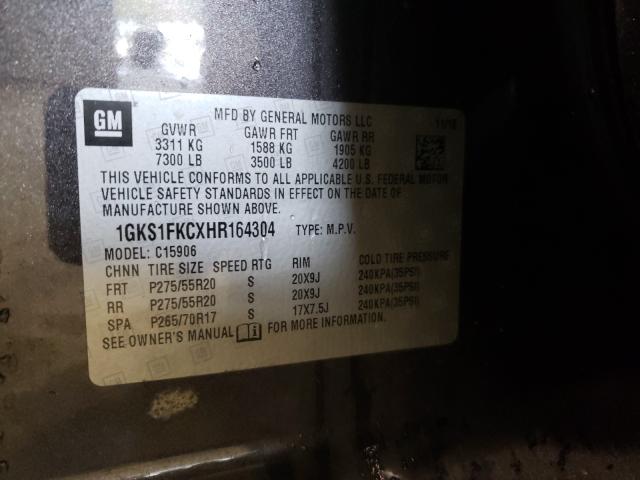 GM
MFD BY GENERAL MOTORS LLC 11/16
GVWR GAWR FRT GAWR RR
3311 KG 1588 KG 1905 KG
7300 LB 3500 LB 4200 LB
THIS VEHICLE CONFORMS TO ALL APPLICABLE U.S. FEDERAL MOTOR
VEHICLE SAFETY STANDARDS IN EFFECT ON THE DATE OF
MANUFACTURE SHOWN ABOVE.
1GKS1FKCXHR164304 TYPE: M.P.V.
MODEL: C15906
CHNN TIRE SIZE SPEED RTG RIM COLD TIRE PRESSURE
FRT P275/55R20 S 20X9J 240KPA(35PSI)
RR P275/55R20 S 20X9J 240KPA(35PSI)
SPA P265/70R17 S 17X7.5J 240KPA(35PSI)
SEE OWNER'S MANUAL FOR MORE INFORMATION.